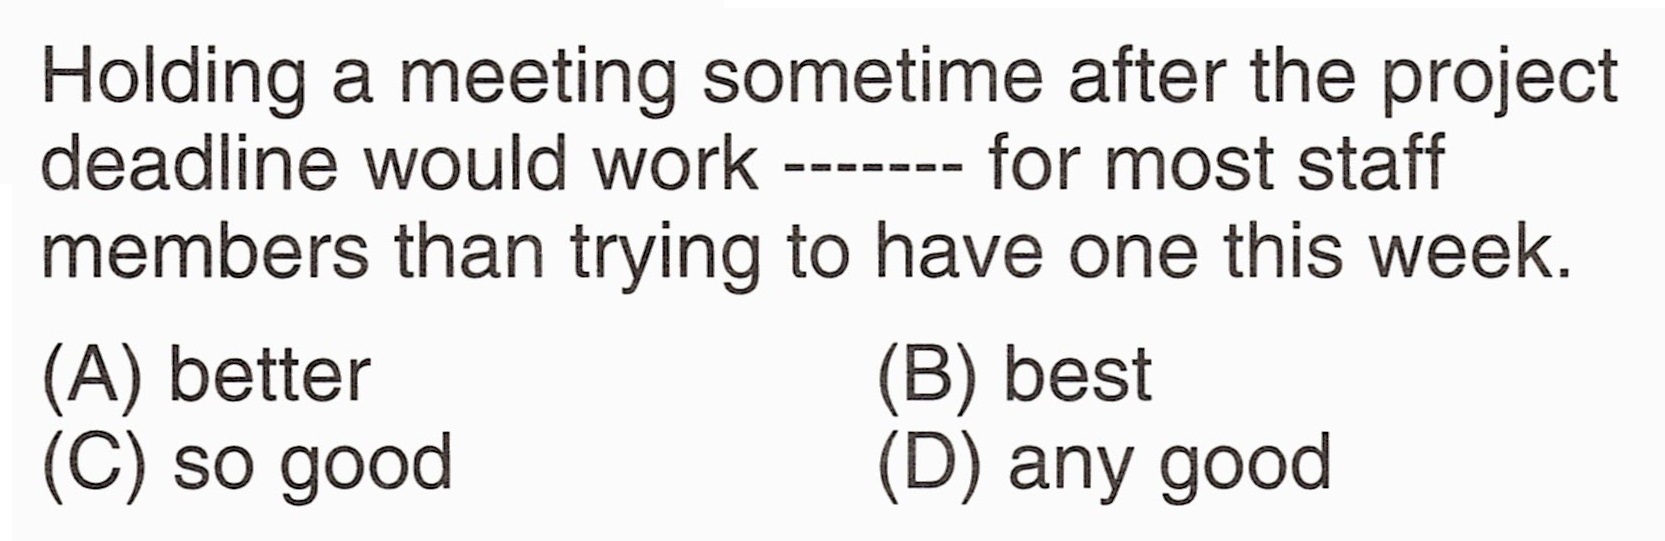 Holding a meeting sometime after the project
deadline would work ------- for most staff
members than trying to have one this week.
(A) better (B) best
(C) so good (D) any good